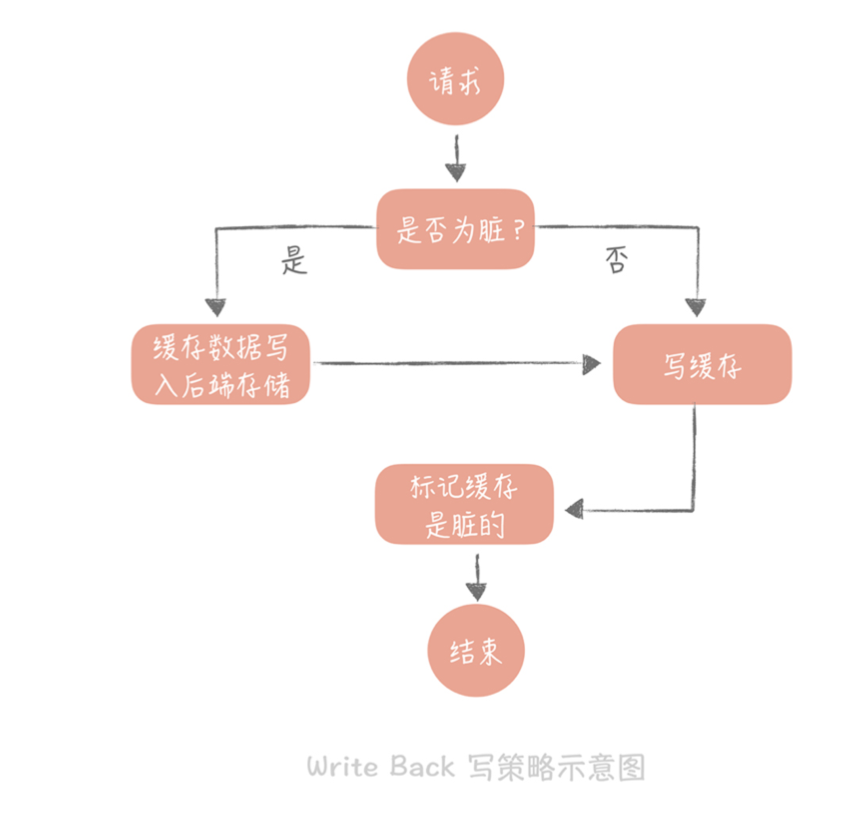 请求
是否为脏？
是
否
缓存数据写
入后端存储
写缓存
标记缓存
是脏的
结束
Write Back 写策略示意图